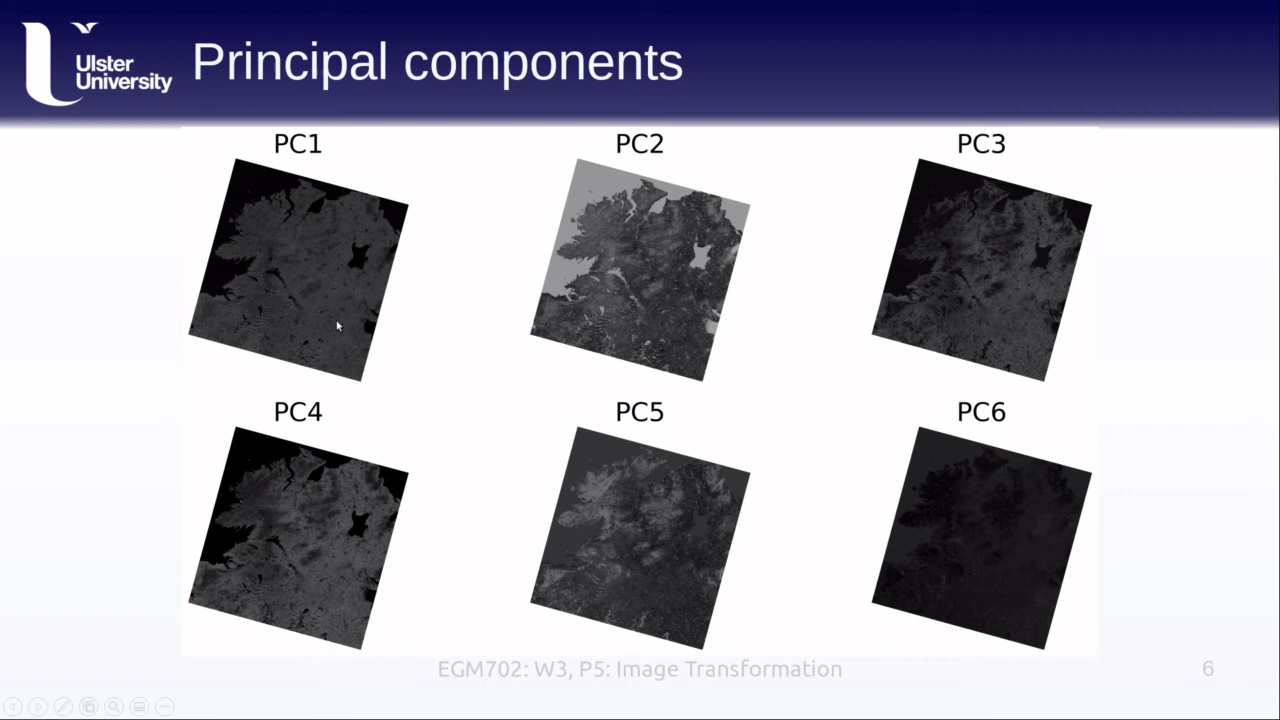 Ulster
University
Principal components
PC1
PC2
PC3
PC4
PC5
PC6
EGM702: W3, P5: Image Transformation
6